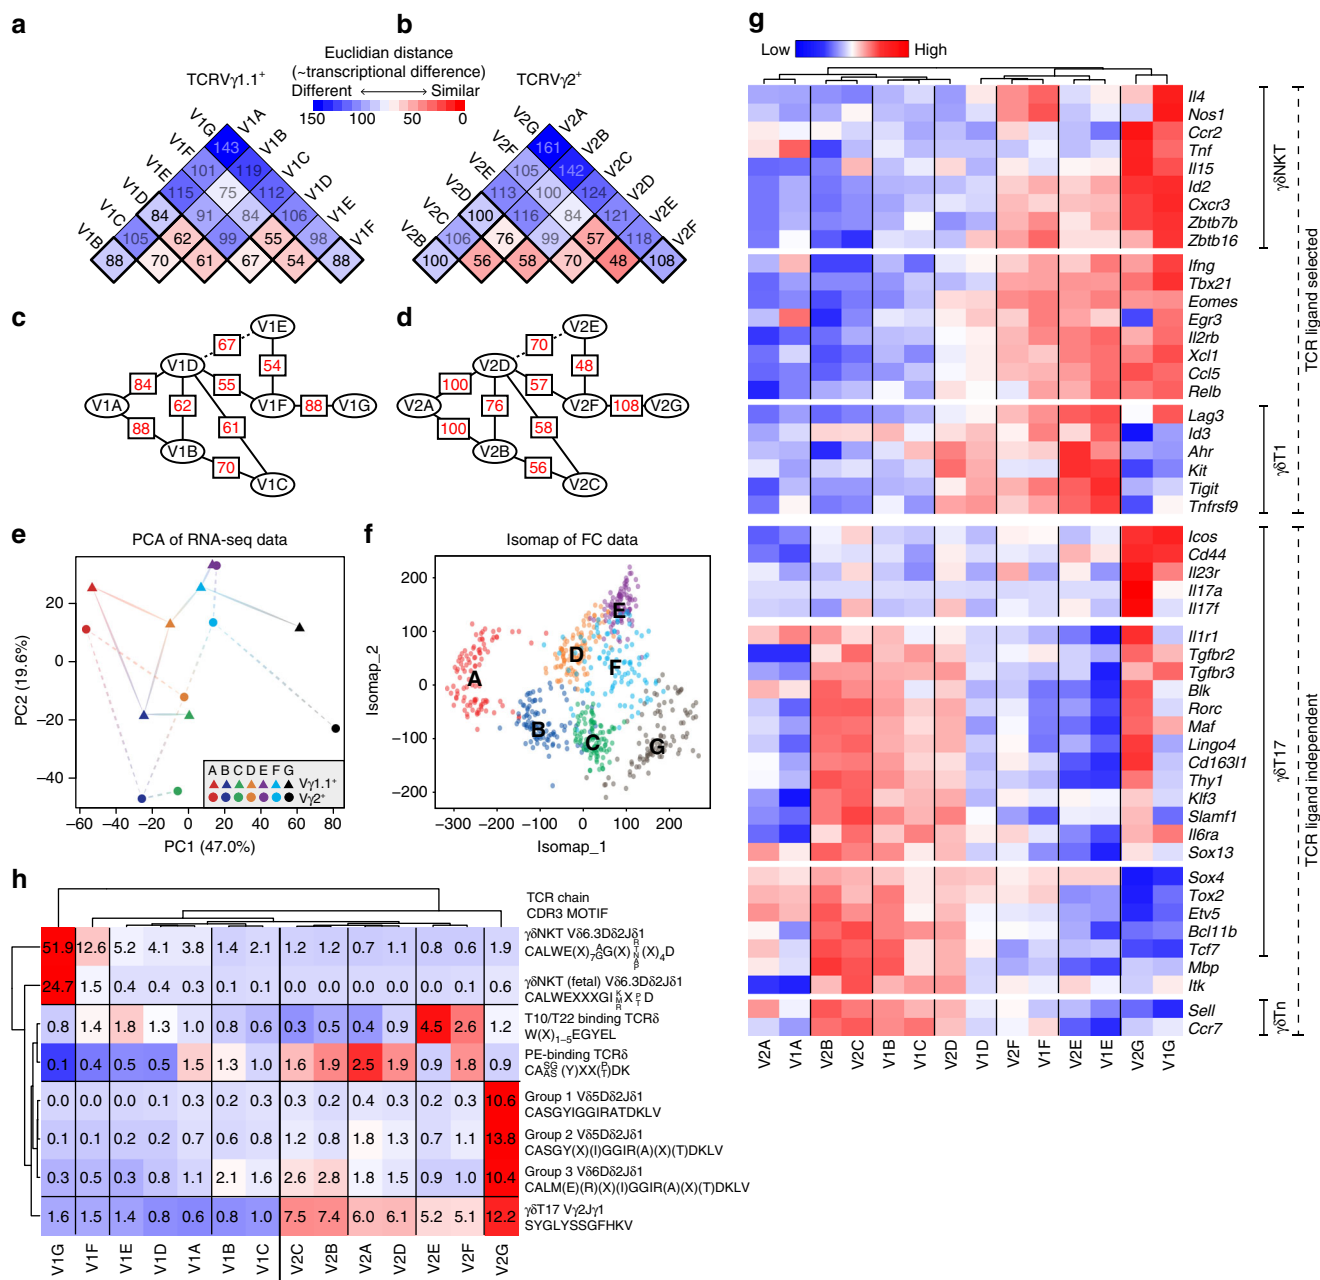 a
b
Euclidian distance
(~transcriptional difference)
Different
Similar
150 100 50 0
TCRVγ1.1+
TCRVγ2+
V1G V1A
V1F V1B
V1E V1C
V1D V1D
V1C V1E
V1B V1F
143
101 119
115 75 112
84 91 84 106
105 62 99 55 98
88 70 61 67 54 88
V2G V2A
V2F V2B
V2E V2C
V2D V2D
V2C V2E
V2B V2F
161
105 142
113 100 124
100 116 84 121
106 76 99 57 118
100 56 58 70 48 108
c
V1E
67
V1D
54
84
55
V1A
62
V1F
88
V1G
88
61
V1B
70
V1C
d
V2E
70
V2D
48
100
57
V2A
76
V2F
108
V2G
100
58
V2B
56
V2C
e
PCA of RNA-seq data
20
0
−20
−40
PC2 (19.6%)
A B C D E F G
Vγ1.1+
Vγ2+
−60 −40 −20 0 20 40 60 80
PC1 (47.0%)
f
Isomap of FC data
200
100
0
−100
−200
Isomap_2
A
B
C
D
E
F
G
−300 −200 −100 0 100 200
Isomap_1
g
Low
High
Il4
Nos1
Ccr2
Tnf
Il15
Id2
Cxcr3
Zbtb7b
Zbtb16
γδNKT
Ifng
Tbx21
Eomes
Egr3
Il2rb
Xcl1
Ccl5
Relb
TCR ligand selected
Lag3
Id3
Ahr
Kit
Tigit
Tnfrsf9
γδT1
Icos
Cd44
Il23r
Il17a
Il17f
Il1r1
Tgfbr2
Tgfbr3
Blk
Rorc
Maf
Lingo4
Cd163l1
Thy1
Klf3
Slamf1
Il6ra
Sox13
γδT17
TCR ligand independent
Sox4
Tox2
Etv5
Bcl11b
Tcf7
Mbp
Itk
Sell
Ccr7
γδTn
V2A V1A V2B V2C V1B V1C V2D V1D V2F V1F V2E V1E V2G V1G
h
TCR chain
CDR3 MOTIF
51.9 12.6 5.2 4.1 3.8 1.4 2.1 1.2 1.2 0.7 1.1 0.8 0.6 1.9
γδNKT Vδ6.3Dδ2Jδ1
24.7 1.5 0.4 0.4 0.3 0.2 0.1 0.0 0.0 0.0 0.0 0.0 0.1 0.6
γδNKT (fetal) Vδ6.3Dδ2Jδ1
0.8 1.4 1.8 1.3 1.0 0.8 0.6 0.3 0.5 0.4 0.9 4.5 2.6 1.2
T10/T22 binding TCRδ
W(X)1–5EGYEL
0.1 0.4 0.5 0.5 1.5 1.3 1.0 1.6 1.9 2.5 1.9 0.9 1.8 0.9
PE-binding TCRδ
0.0 0.0 0.1 0.1 0.3 0.2 0.3 0.3 0.2 0.4 0.3 0.2 0.3 10.6
Group 1 Vδ5Dδ2Jδ1
CASGYIGGIRATDKLV
0.1 0.1 0.2 0.2 0.7 0.6 0.8 1.2 0.8 1.8 1.3 0.7 1.1 13.8
Group 2 Vδ5Dδ2Jδ1
CASGY(X)(I)GGIR(A)(X)(T)DKLV
0.3 0.5 0.3 0.8 1.1 2.1 1.6 2.6 2.8 1.8 1.5 0.9 1.0 10.4
Group 3 Vδ6Dδ2Jδ1
CALM(E)(R)(X)(I)GGIR(A)(X)(T)DKLV
1.6 1.5 1.4 0.8 0.6 0.8 1.0 7.5 7.4 6.0 6.1 5.2 5.1 12.2
γδT17 Vγ2Jγ1
SYGLYSSGFHKV
V1G V1F V1E V1D V1A V1B V1C V2C V2B V2A V2D V2E V2F V2G